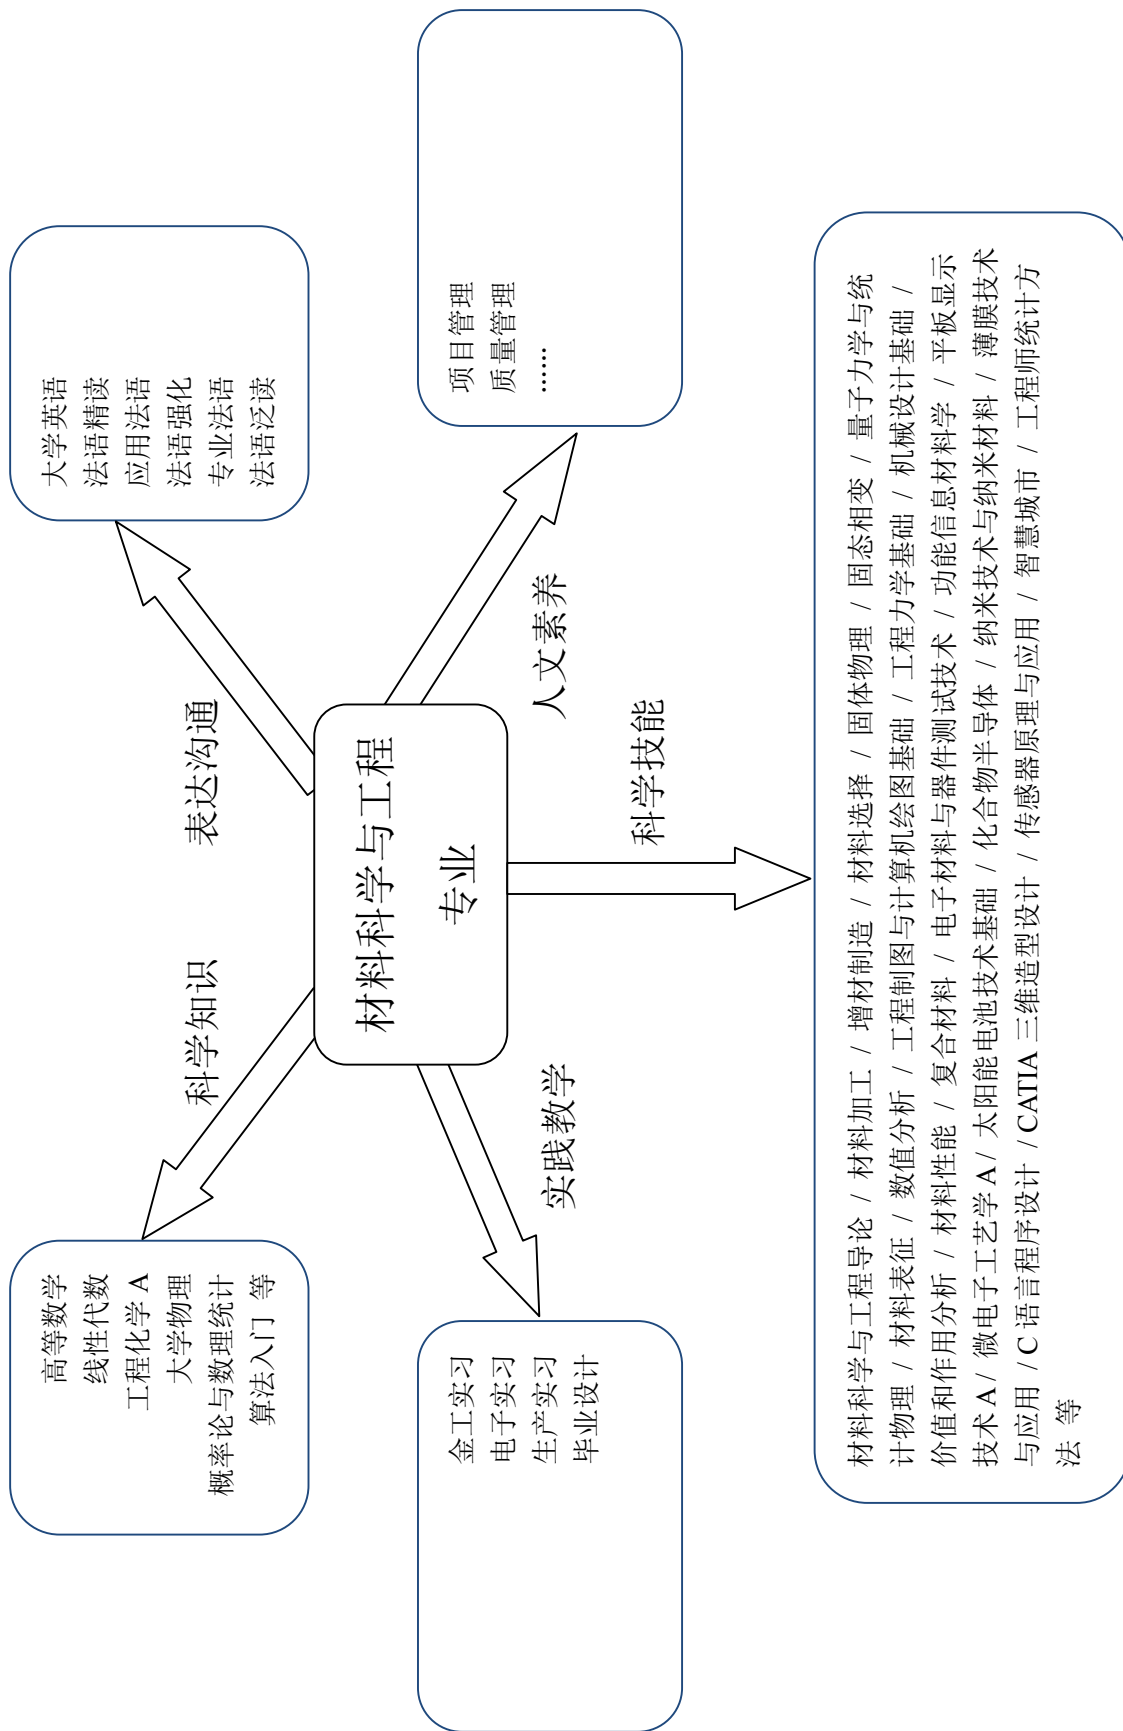 高等数学
线性代数
工程化学 A
大学物理
概率论与数理统计
算法入门 等
科学知识
表达沟通
大学英语
法语精读
应用法语
法语强化
专业法语
法语泛读
材料科学与工程
专业
金工实习
电子实习
生产实习
毕业设计
实践教学
人文素养
项目管理
质量管理
……
科学技能
材料科学与工程导论 / 材料加工 / 增材制造 / 材料选择 / 固体物理 / 固态相变 / 量子力学与统
计物理 / 材料表征 / 数值分析 / 工程制图与计算机绘图基础 / 工程力学基础 / 机械设计基础 /
价值和作用分析 / 材料性能 / 复合材料 / 电子材料与器件测试技术 / 功能信息材料学 / 平板显示
技术 A / 微电子工艺学 A / 太阳能电池技术基础 / 化合物半导体 / 纳米技术与纳米材料 / 薄膜技术
与应用 / C 语言程序设计 / CATIA 三维造型设计 / 传感器原理与应用 / 智慧城市 / 工程师统计方
法 等